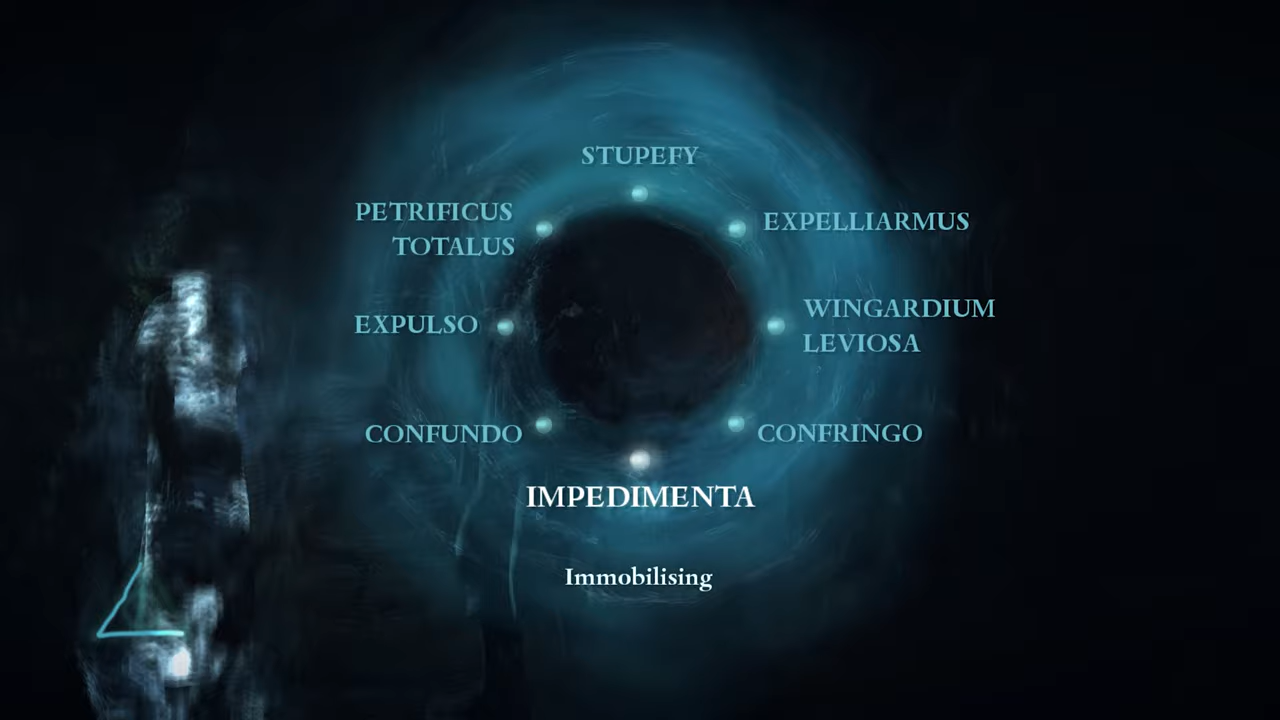 STUPEFY
PETRIFICUS
TOTALUS
EXPELLIARMUS
EXPULSO
WINGARDIUM
LEVIOSA
CONFUNDO
CONFRINGO
IMPEDIMENTA
Immobilising